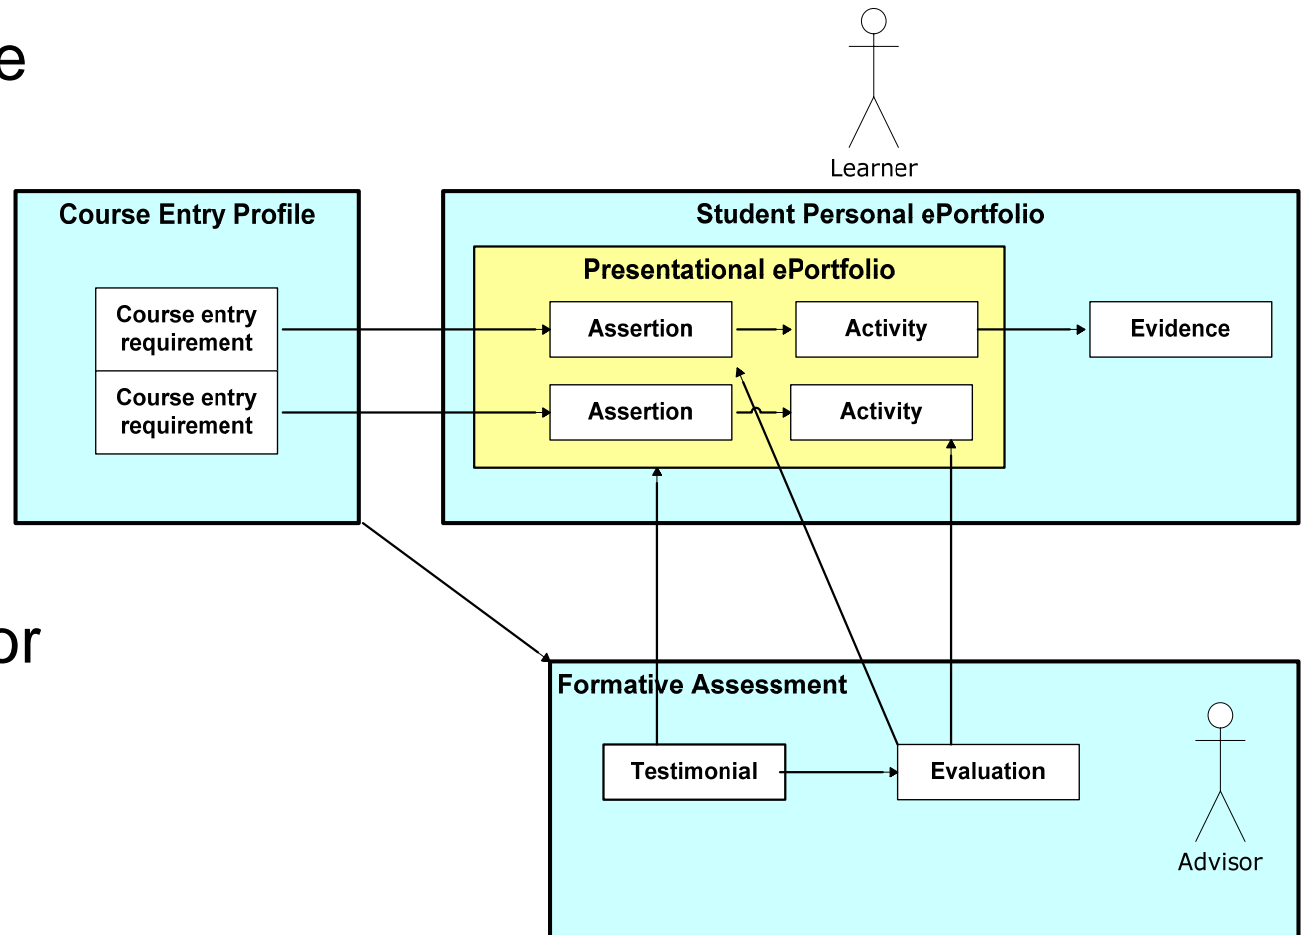 e
Learner
Course Entry Profile
Student Personal ePortfolio
Presentational ePortfolio
Course entry
requirement
Assertion
Activity
Evidence
Course entry
requirement
Assertion
Activity
or
Formative Assessment
Testimonial
Evaluation
Advisor